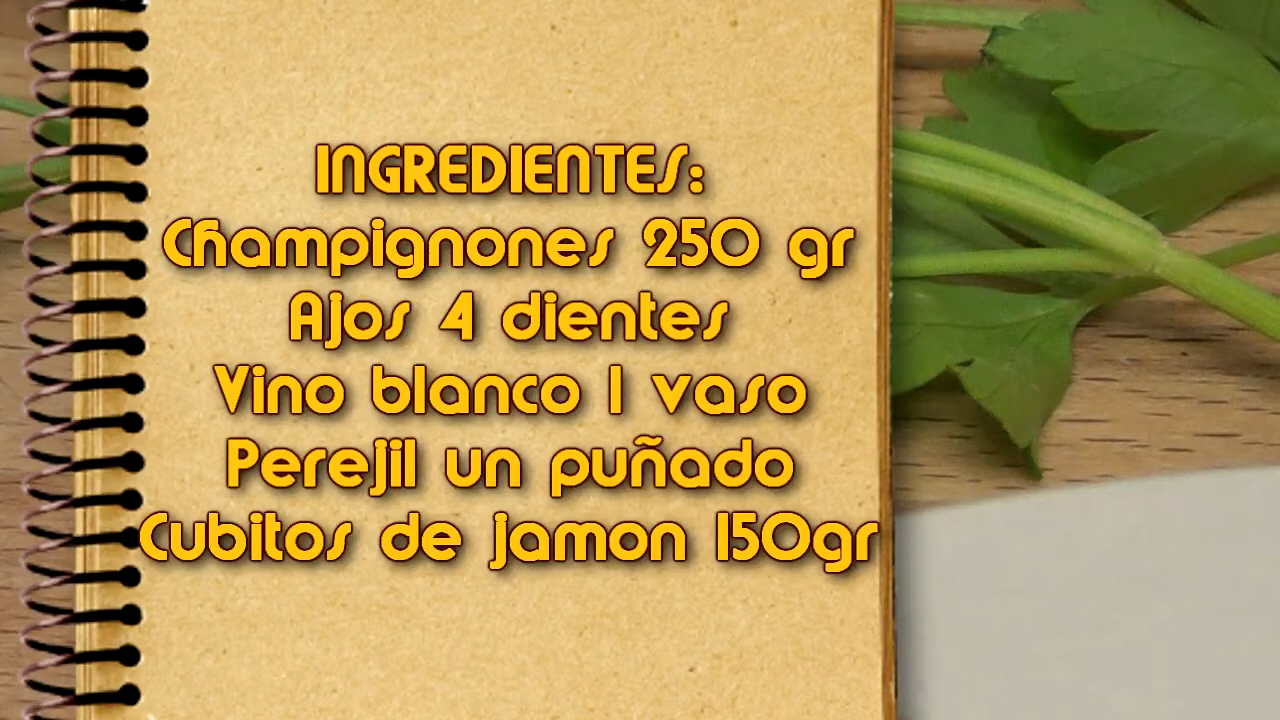 INGREDIENTES:
Champignones 250 gr
Ajos 4 dientes
Vino blanco 1 vaso
Perejil un puñado
Cubitos de jamon 150gr